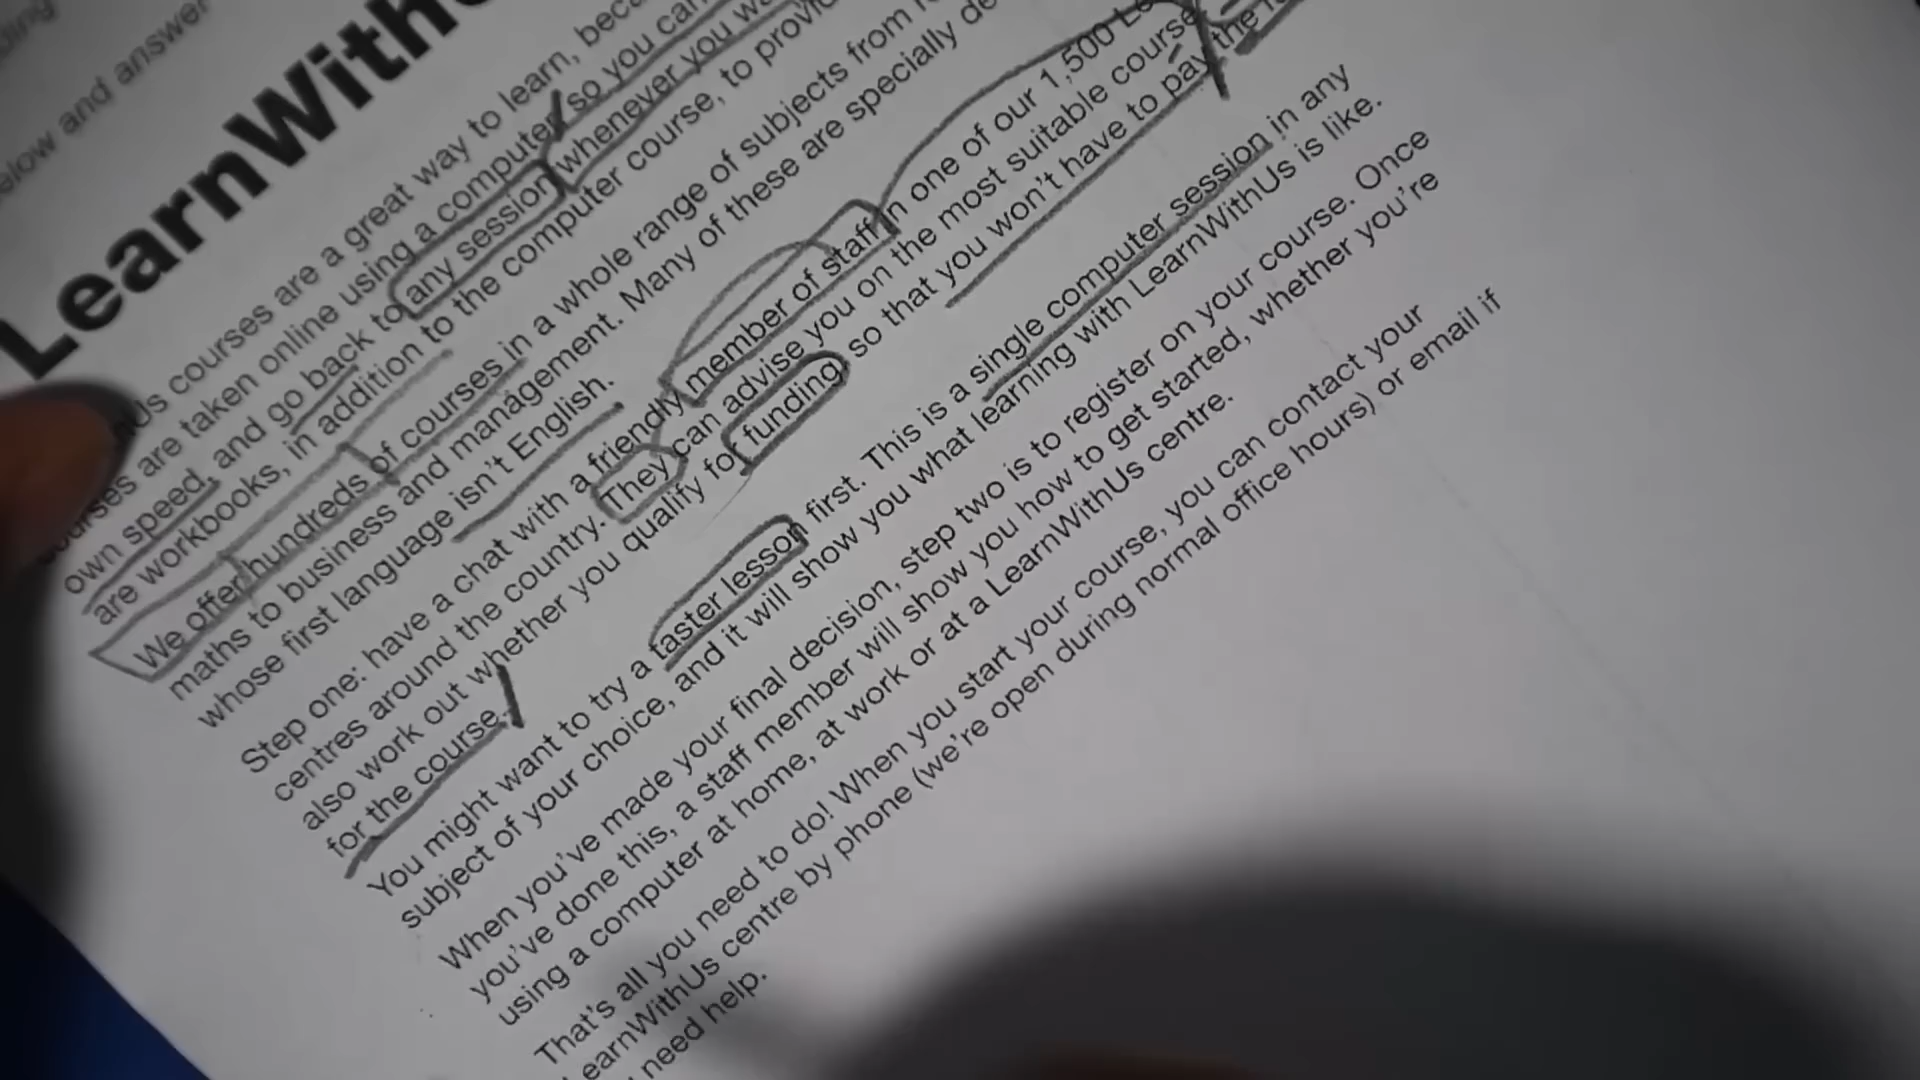 ding
elow and answer
LearnWith
Us courses are a great way to learn, beca
courses are taken online using a computer so you can
own speed, and go back to any session whenever you wa
are workbooks, in addition to the computer course, to provi
We offer hundreds of courses in a whole range of subjects from
maths to business and management. Many of these are specially de
whose first language isn't English.
Step one: have a chat with a friendly member of staff in one of our 1,500 Le
centres around the country. They can advise you on the most suitable course.
also work out whether you qualify for funding so that you won't have to pay the
for the course.
You might want to try a taster lesson first. This is a single computer session in any
subject of your choice, and it will show you what learning with LearnWithUs is like.
When you've made your final decision, step two is to register on your course. Once
you've done this, a staff member will show you how to get started, whether you're
using a computer at home, at work or at a LearnWithUs centre.
That's all you need to do! When you start your course, you can contact your
LearnWithUs centre by phone (we're open during normal office hours) or email if
need help.